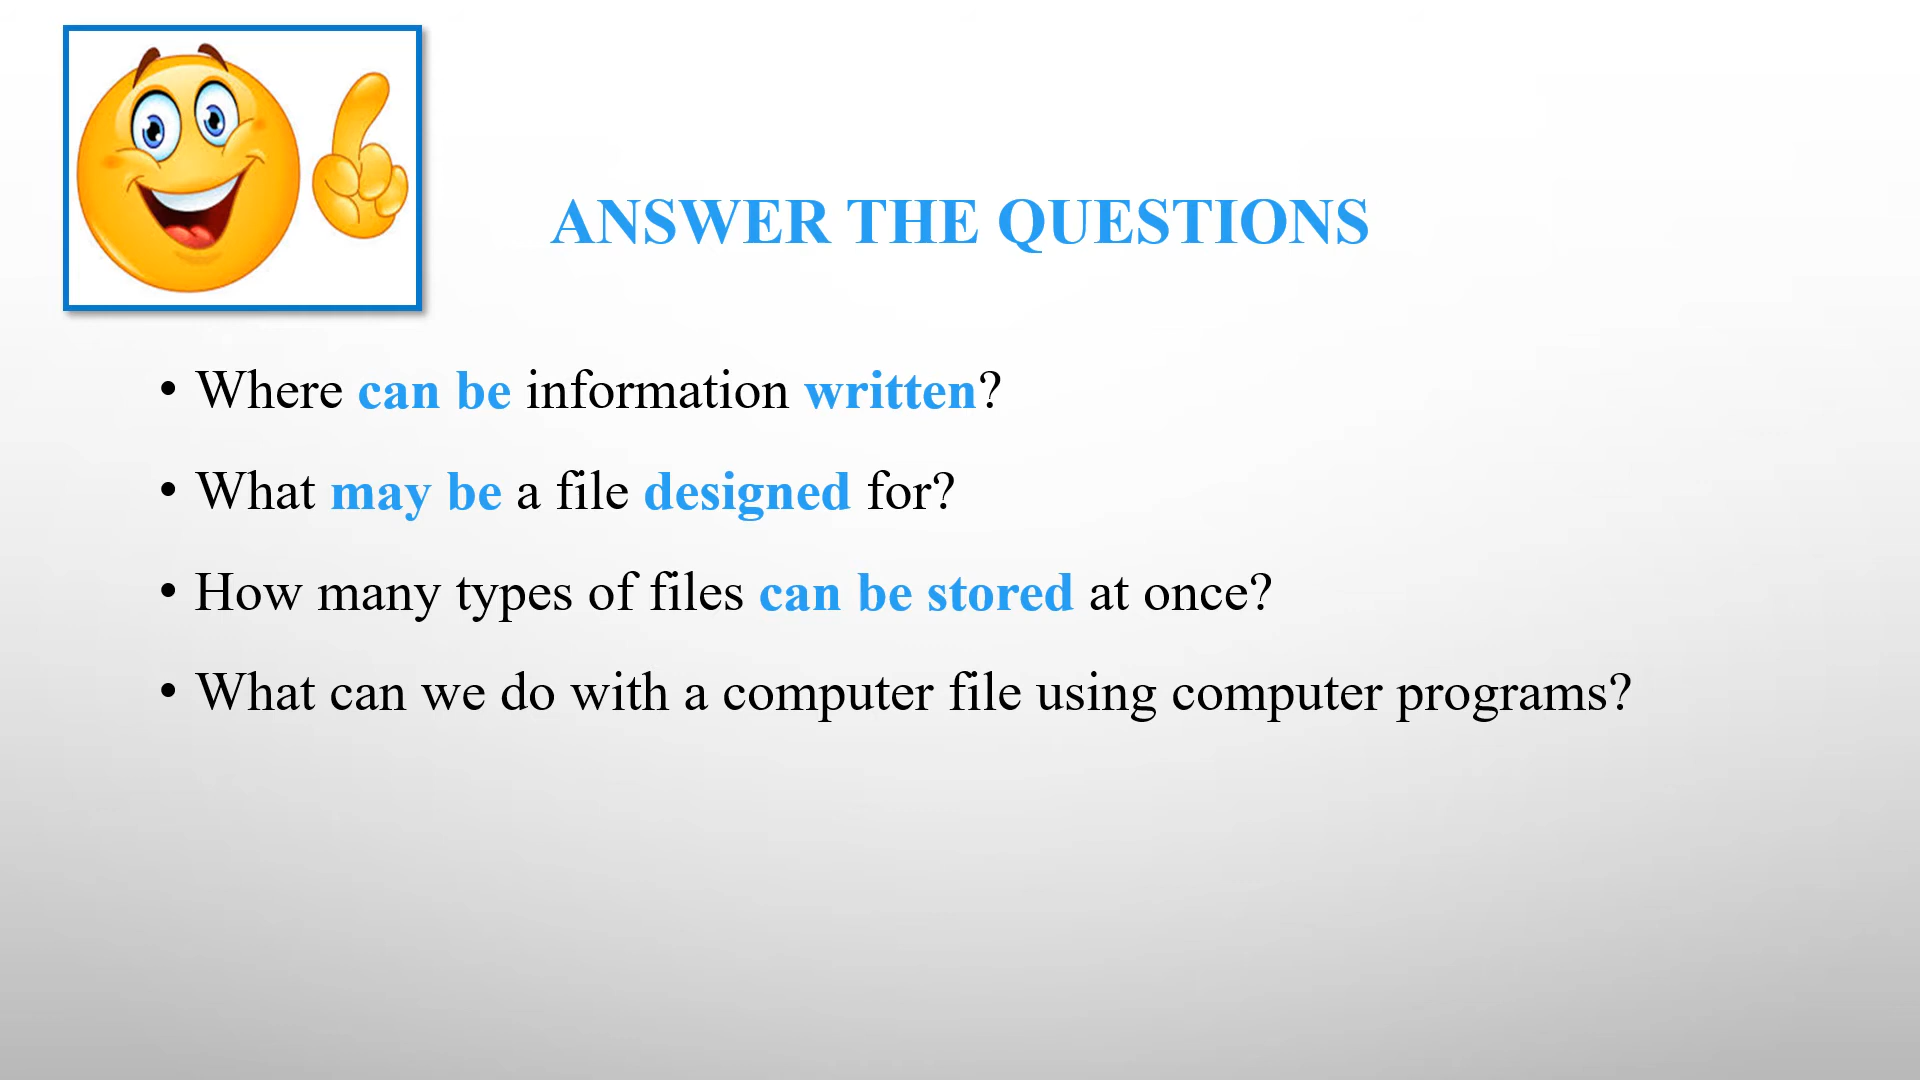 ANSWER THE QUESTIONS
• Where can be information written?
• What may be a file designed for?
• How many types of files can be stored at once?
• What can we do with a computer file using computer programs?